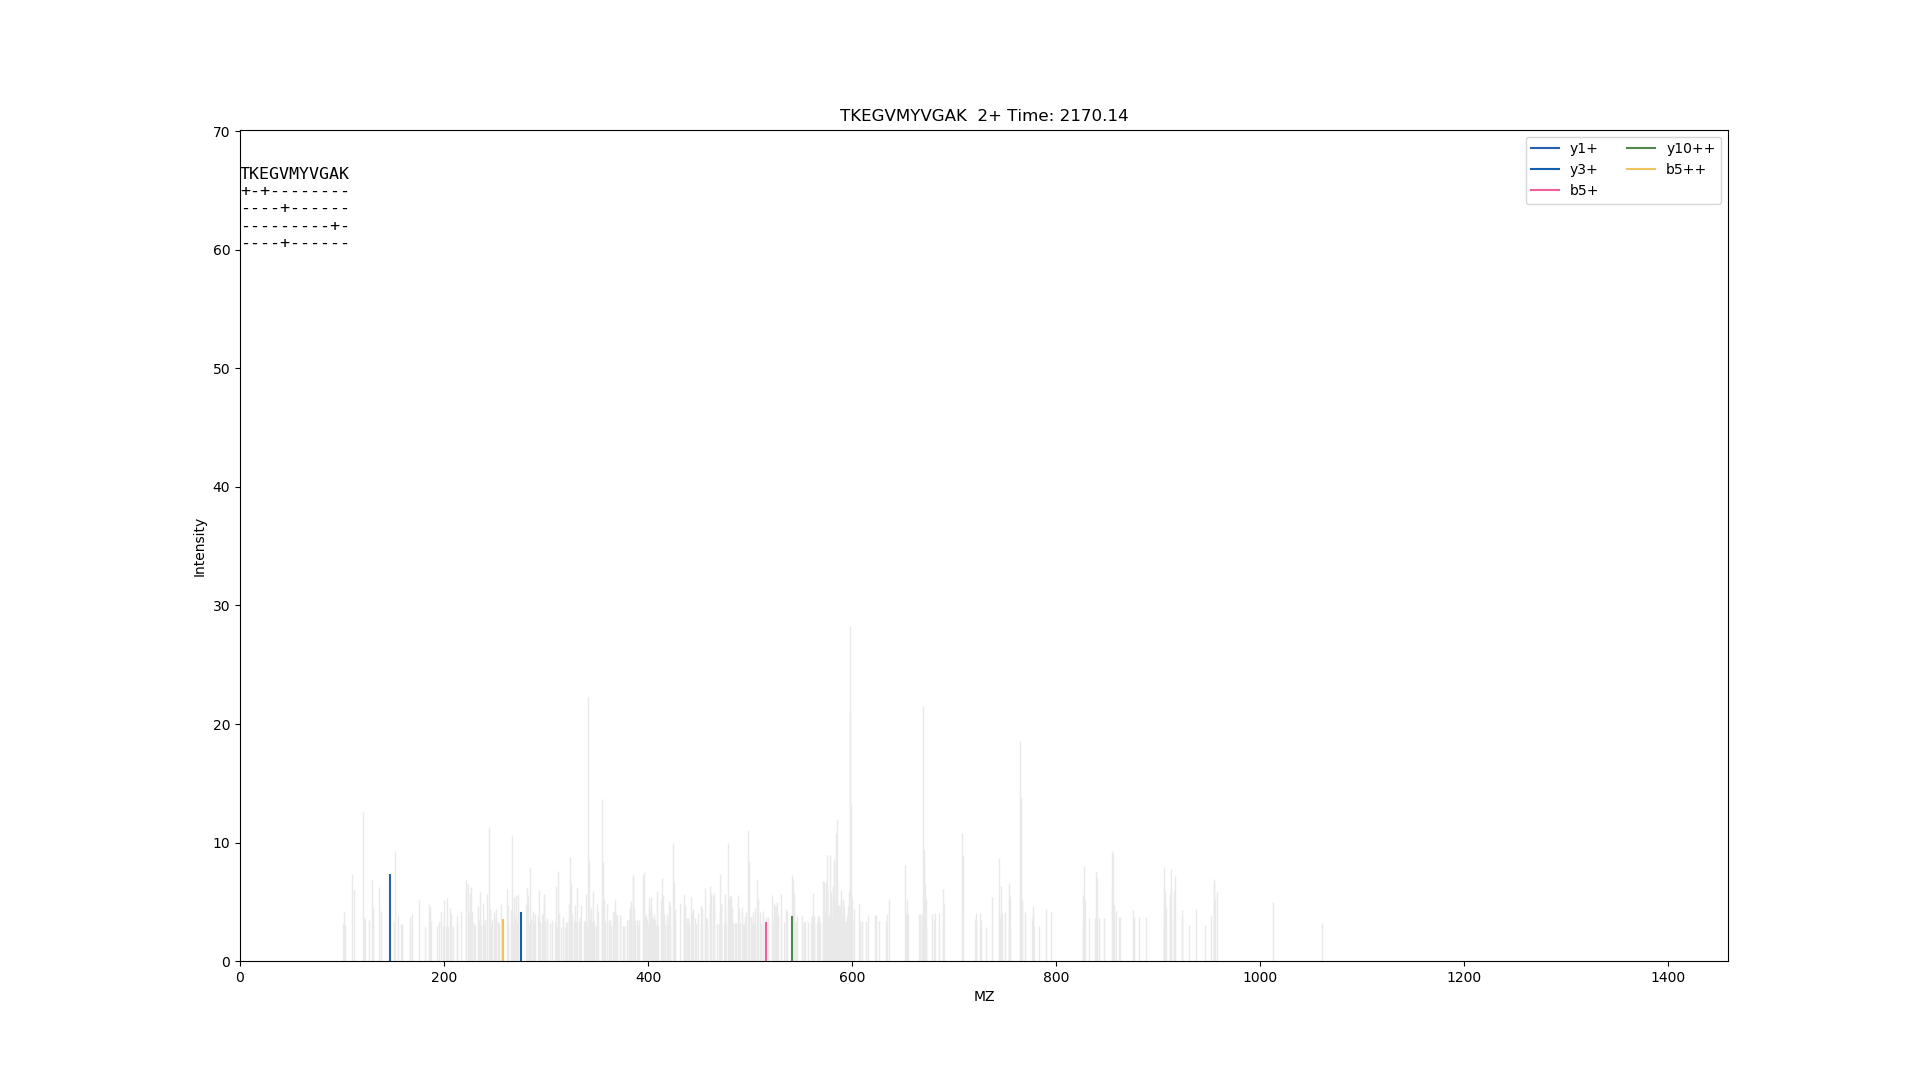 TKEGVMYVGAK  2+ Time: 2170.14
70
60
50
40
30
20
10
0
Intensity
TKEGVMYVGAK
+-+--------
----+------
---------+-
----+------
y1+
y3+
b5+
y10++
b5++
0
200
400
600
800
1000
1200
1400
MZ